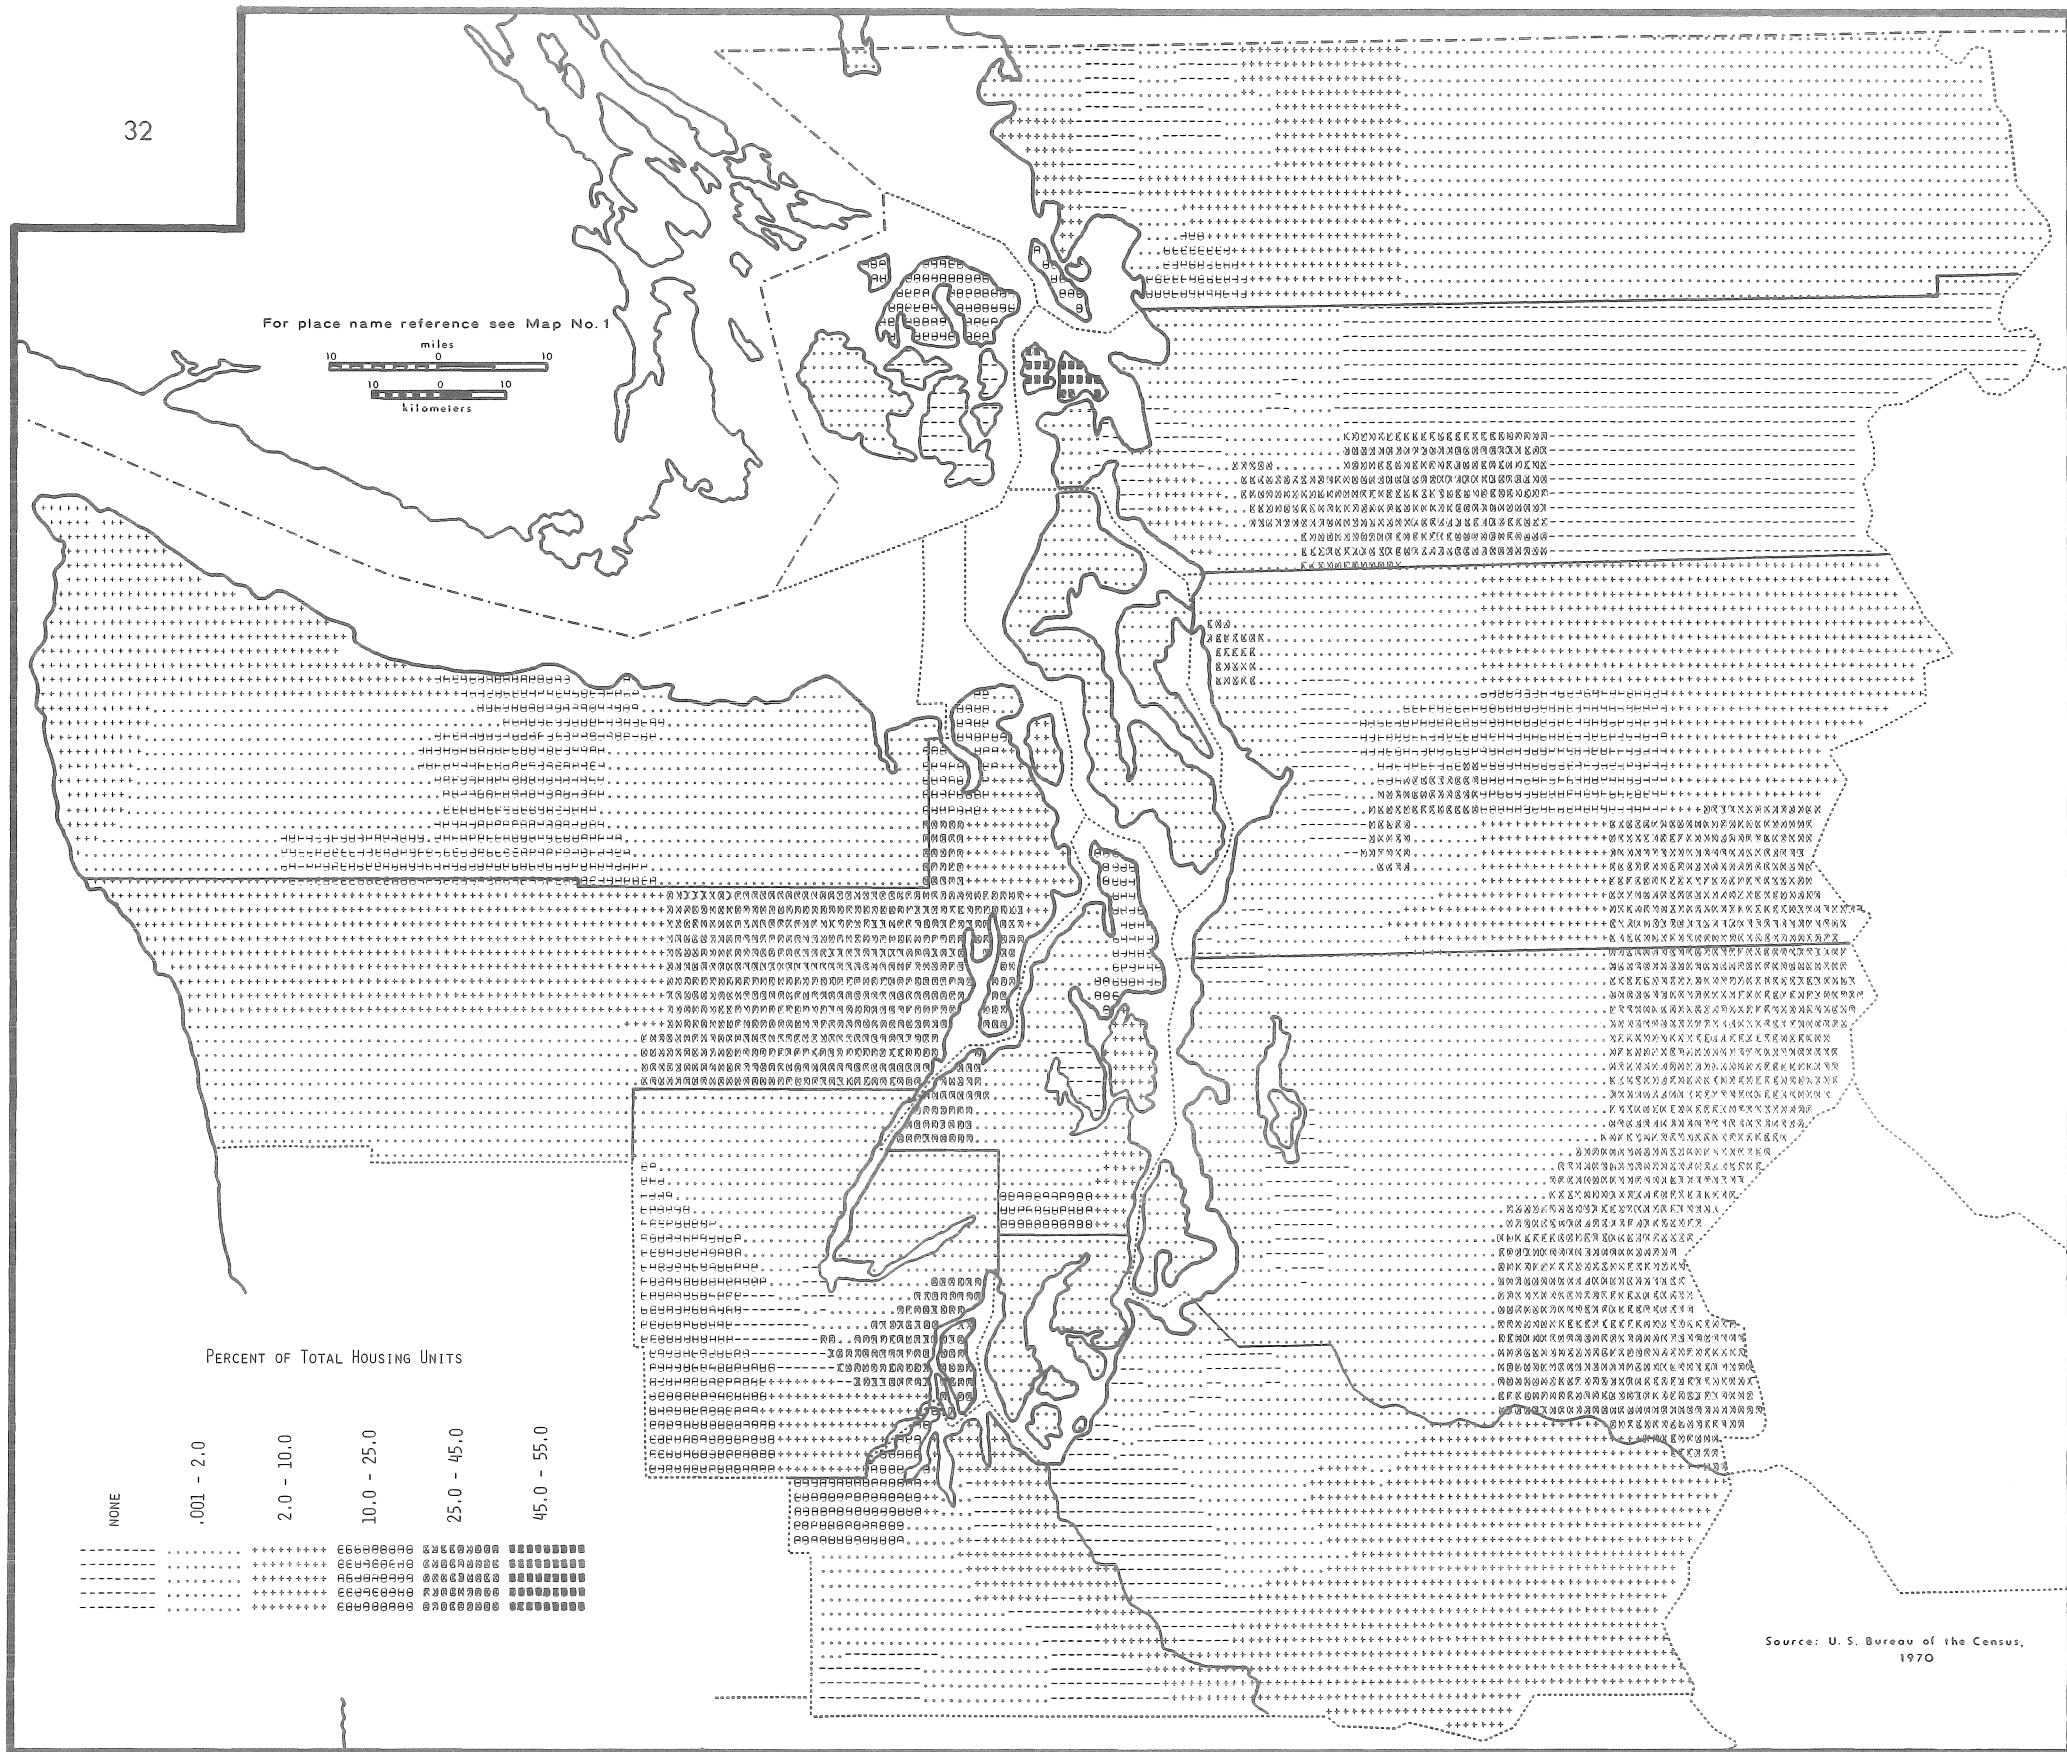 32
For place name reference see Map No. 1
miles
10 0 10
10 0 10
kilometers
PERCENT OF TOTAL HOUSING UNITS
NONE
.001 - 2.0
2.0 - 10.0
10.0 - 25.0
25.0 - 45.0
45.0 - 55.0
Source: U. S. Bureau of the Census,
1970